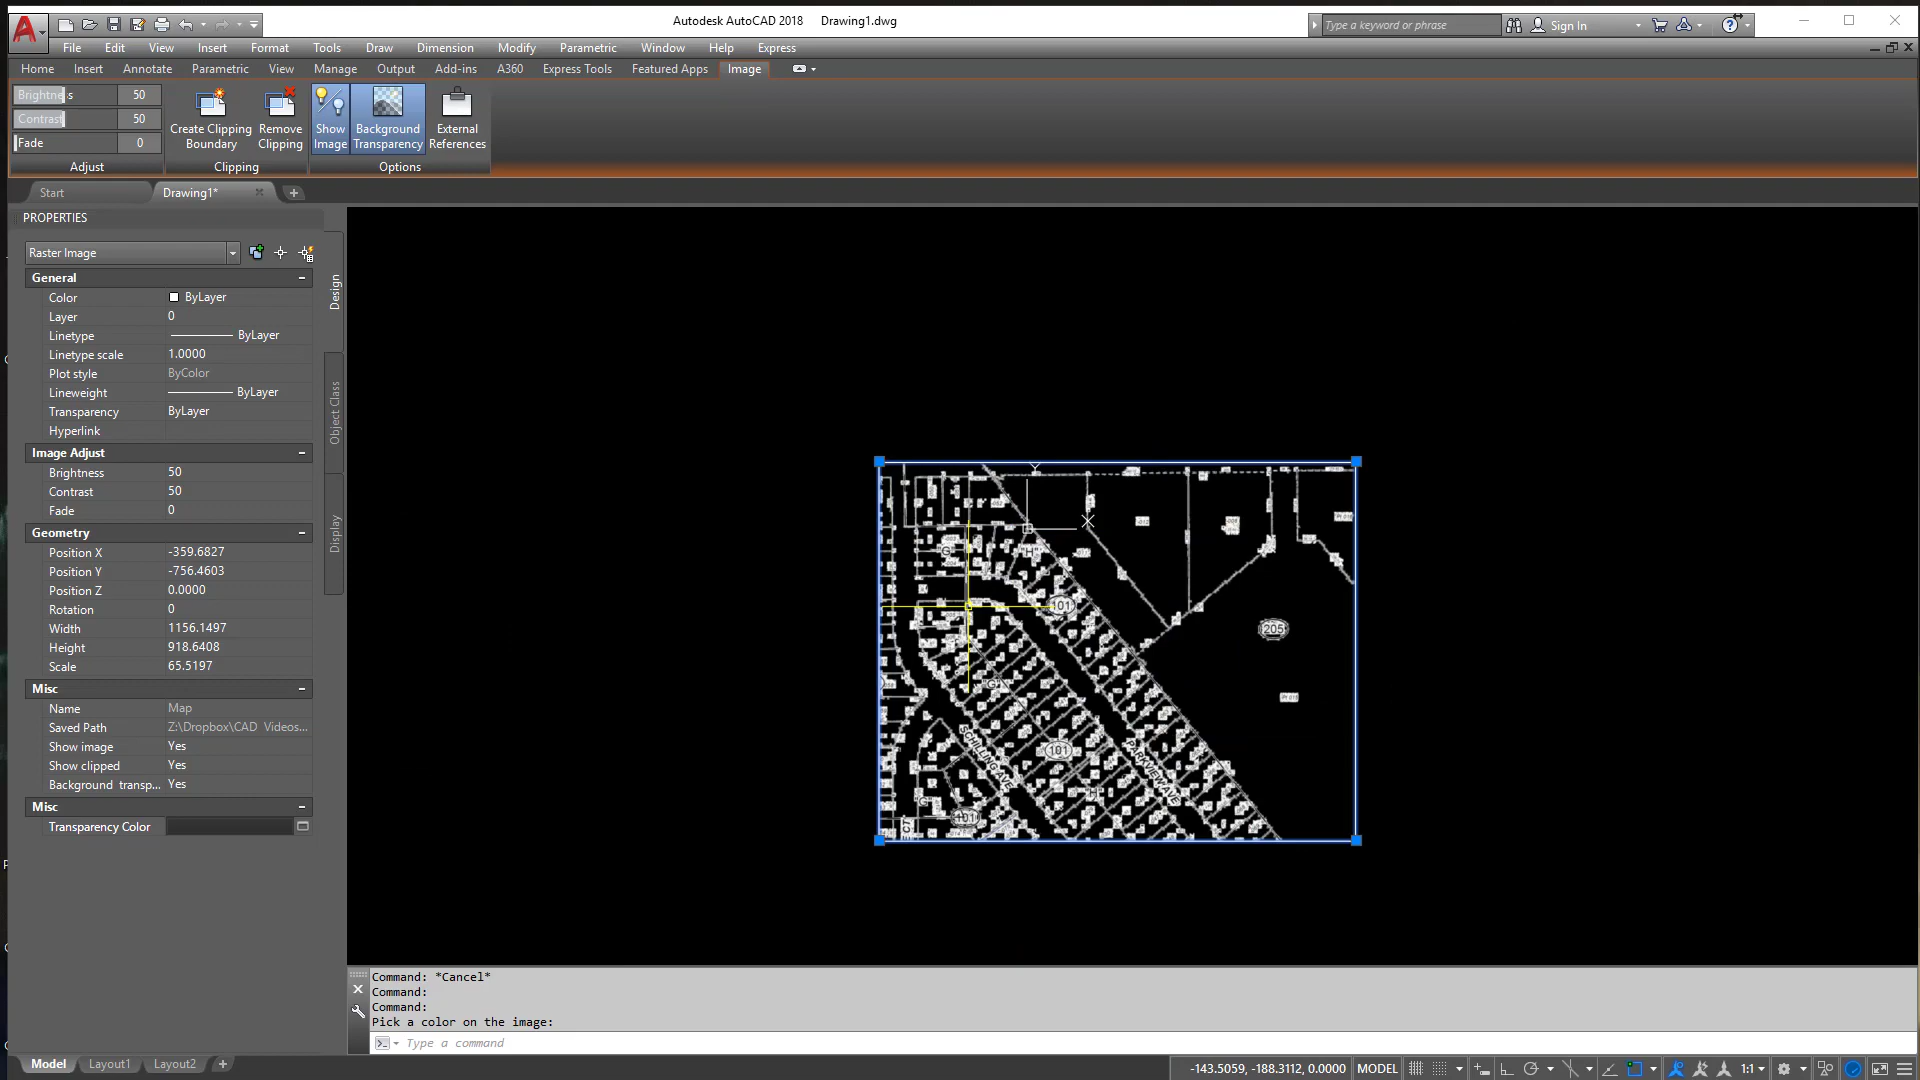 Autodesk AutoCAD 2018 Drawing1.dwg
Type a keyword or phrase
Sign In
File Edit View Insert Format Tools Draw Dimension Modify Parametric Window Help Express
Home Insert Annotate Parametric View Manage Output Add-ins A360 Express Tools Featured Apps Image
Brightness 50
Contrast 50
Fade 0
Create Clipping Boundary
Remove Clipping
Show Image
Background Transparency
External References
Adjust Clipping Options
Start Drawing1*
PROPERTIES
Raster Image
General
Color ByLayer
Layer 0
Linetype ByLayer
Linetype scale 1.0000
Plot style ByColor
Lineweight ByLayer
Transparency ByLayer
Hyperlink
Image Adjust
Brightness 50
Contrast 50
Fade 0
Geometry
Position X -359.6827
Position Y -756.4603
Position Z 0.0000
Rotation 0
Width 1156.1497
Height 918.6408
Scale 65.5197
Misc
Name Map
Saved Path Z:\Dropbox\CAD Videos...
Show image Yes
Show clipped Yes
Background transp... Yes
Misc
Transparency Color
Design
Object Class
Display
"G"
"H"
101
205
"G"
SCHILLING AVE
101
PARKVIEW AVE
"G"
101
Command: *Cancel*
Command:
Command:
Pick a color on the image:
Type a command
Model Layout1 Layout2
-143.5059, -188.3112, 0.0000 MODEL 1:1